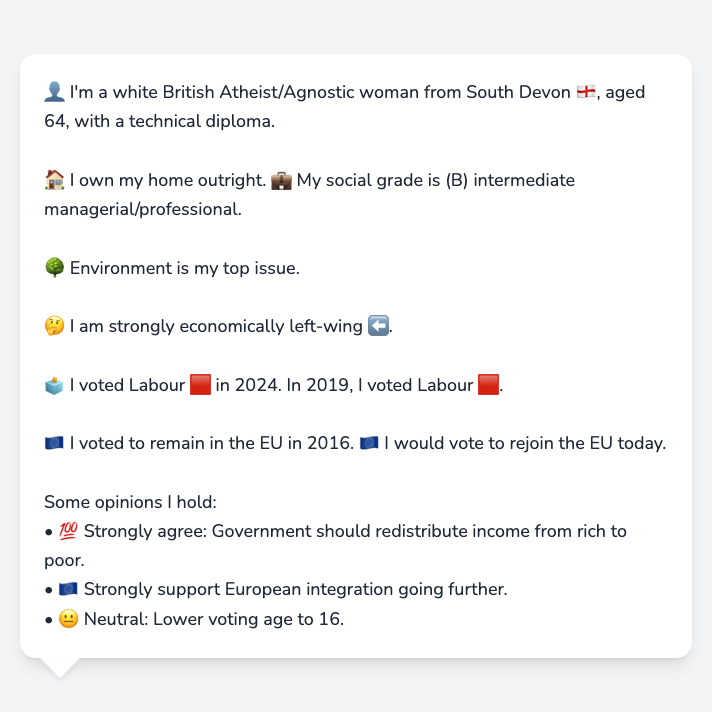 👤 I'm a white British Atheist/Agnostic woman from South Devon 🏴󠁧󠁢󠁥󠁮󠁧󠁿, aged
64, with a technical diploma.
🏠 I own my home outright. 💼 My social grade is (B) intermediate
managerial/professional.
🌳 Environment is my top issue.
🤔 I am strongly economically left-wing ⬅️.
🗳️ I voted Labour 🟥 in 2024. In 2019, I voted Labour 🟥.
🇪🇺 I voted to remain in the EU in 2016. 🇪🇺 I would vote to rejoin the EU today.
Some opinions I hold:
• 💯 Strongly agree: Government should redistribute income from rich to
poor.
• 🇪🇺 Strongly support European integration going further.
• 😐 Neutral: Lower voting age to 16.